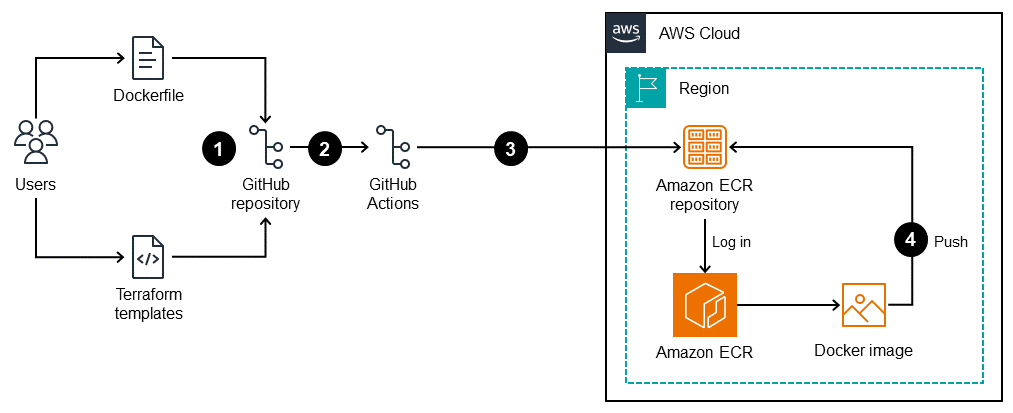 aws
AWS Cloud
Region
Dockerfile
Users
1
2
3
GitHub
repository
GitHub
Actions
Amazon ECR
repository
Log in
4
Push
</>
Terraform
templates
Amazon ECR
Docker image